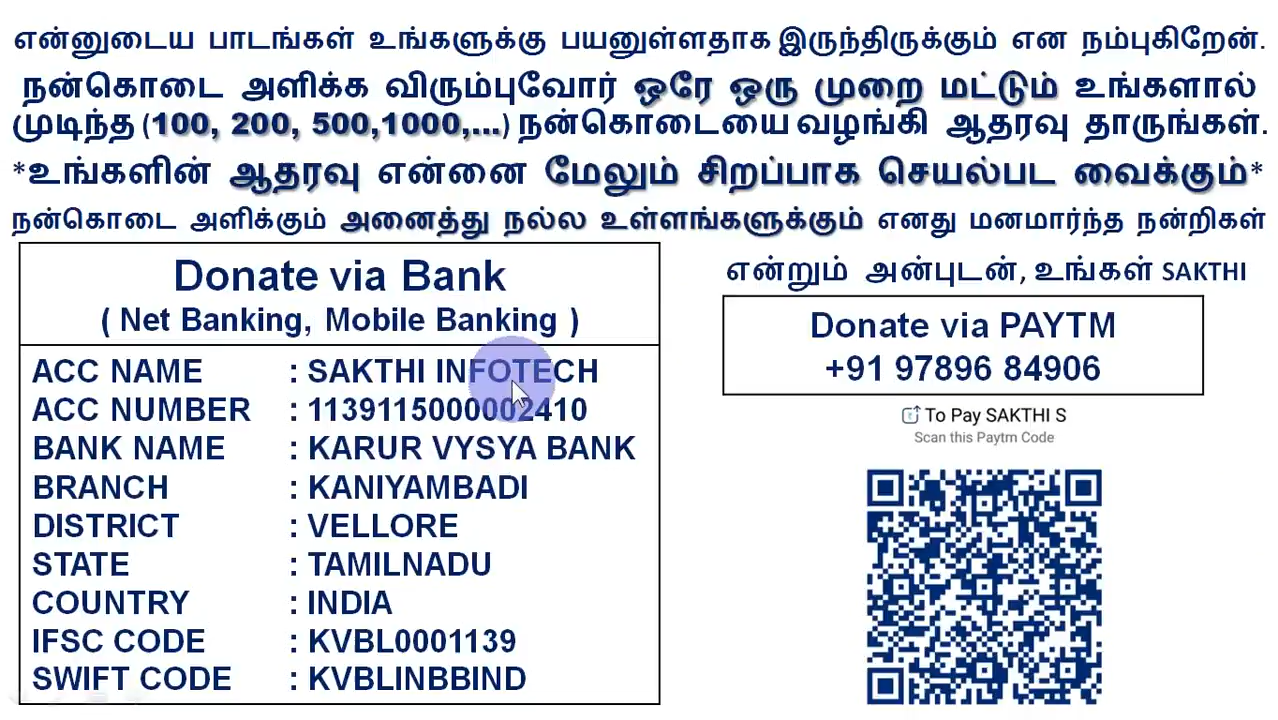 என்னுடைய பாடங்கள் உங்களுக்கு பயனுள்ளதாக இருந்திருக்கும் என நம்புகிறேன்.
நன்கொடை அளிக்க விரும்புவோர் ஒரே ஒரு முறை மட்டும் உங்களால்
முடிந்த (100, 200, 500,1000,...) நன்கொடையை வழங்கி ஆதரவு தாருங்கள்.
*உங்களின் ஆதரவு என்னை மேலும் சிறப்பாக செயல்பட வைக்கும்*
நன்கொடை அளிக்கும் அனைத்து நல்ல உள்ளங்களுக்கும் எனது மனமார்ந்த நன்றிகள்
என்றும் அன்புடன், உங்கள் SAKTHI
Donate via Bank
( Net Banking, Mobile Banking )
ACC NAME : SAKTHI INFOTECH
ACC NUMBER : 1139115000002410
BANK NAME : KARUR VYSYA BANK
BRANCH : KANIYAMBADI
DISTRICT : VELLORE
STATE : TAMILNADU
COUNTRY : INDIA
IFSC CODE : KVBL0001139
SWIFT CODE : KVBLINBBIND
Donate via PAYTM
+91 97896 84906
To Pay SAKTHI S
Scan this Paytm Code